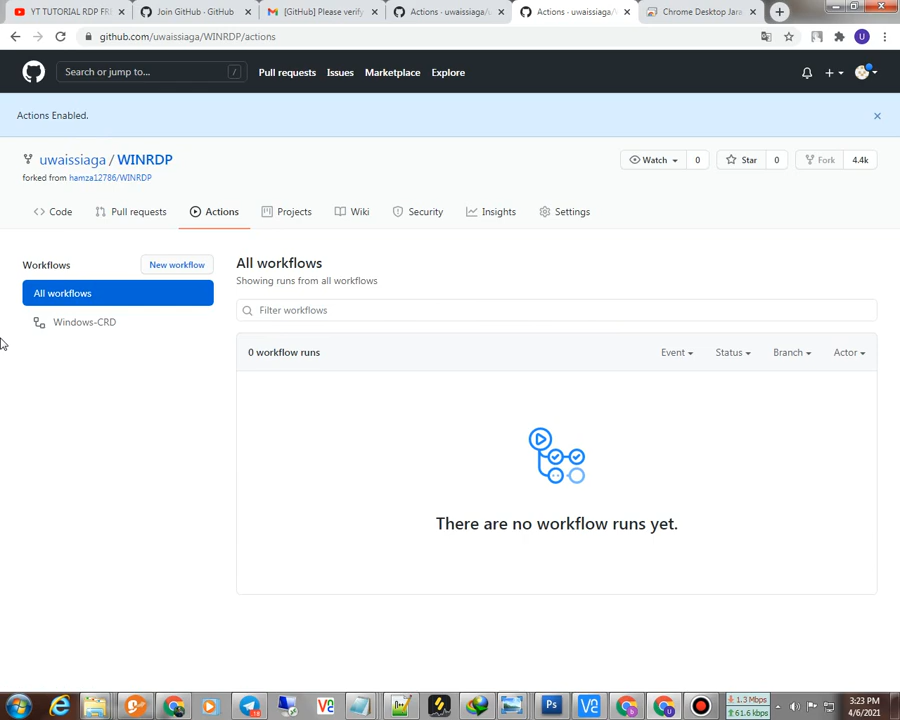 YT TUTORIAL RDP FR
Join GitHub · GitHub
[GitHub] Please verify
Actions · uwaissiaga/
Actions · uwaissiaga/
Chrome Desktop Jara
github.com/uwaissiaga/WINRDP/actions
U
Search or jump to...
/
Pull requests
Issues
Marketplace
Explore
Actions Enabled.
uwaissiaga / WINRDP
forked from hamza12786/WINRDP
Watch
0
Star
0
Fork
4.4k
Code
Pull requests
Actions
Projects
Wiki
Security
Insights
Settings
Workflows
New workflow
All workflows
Windows-CRD
All workflows
Showing runs from all workflows
Filter workflows
0 workflow runs
Event
Status
Branch
Actor
There are no workflow runs yet.
Ps
1.3 Mbps
61.6 kbps
3:23 PM
4/6/2021